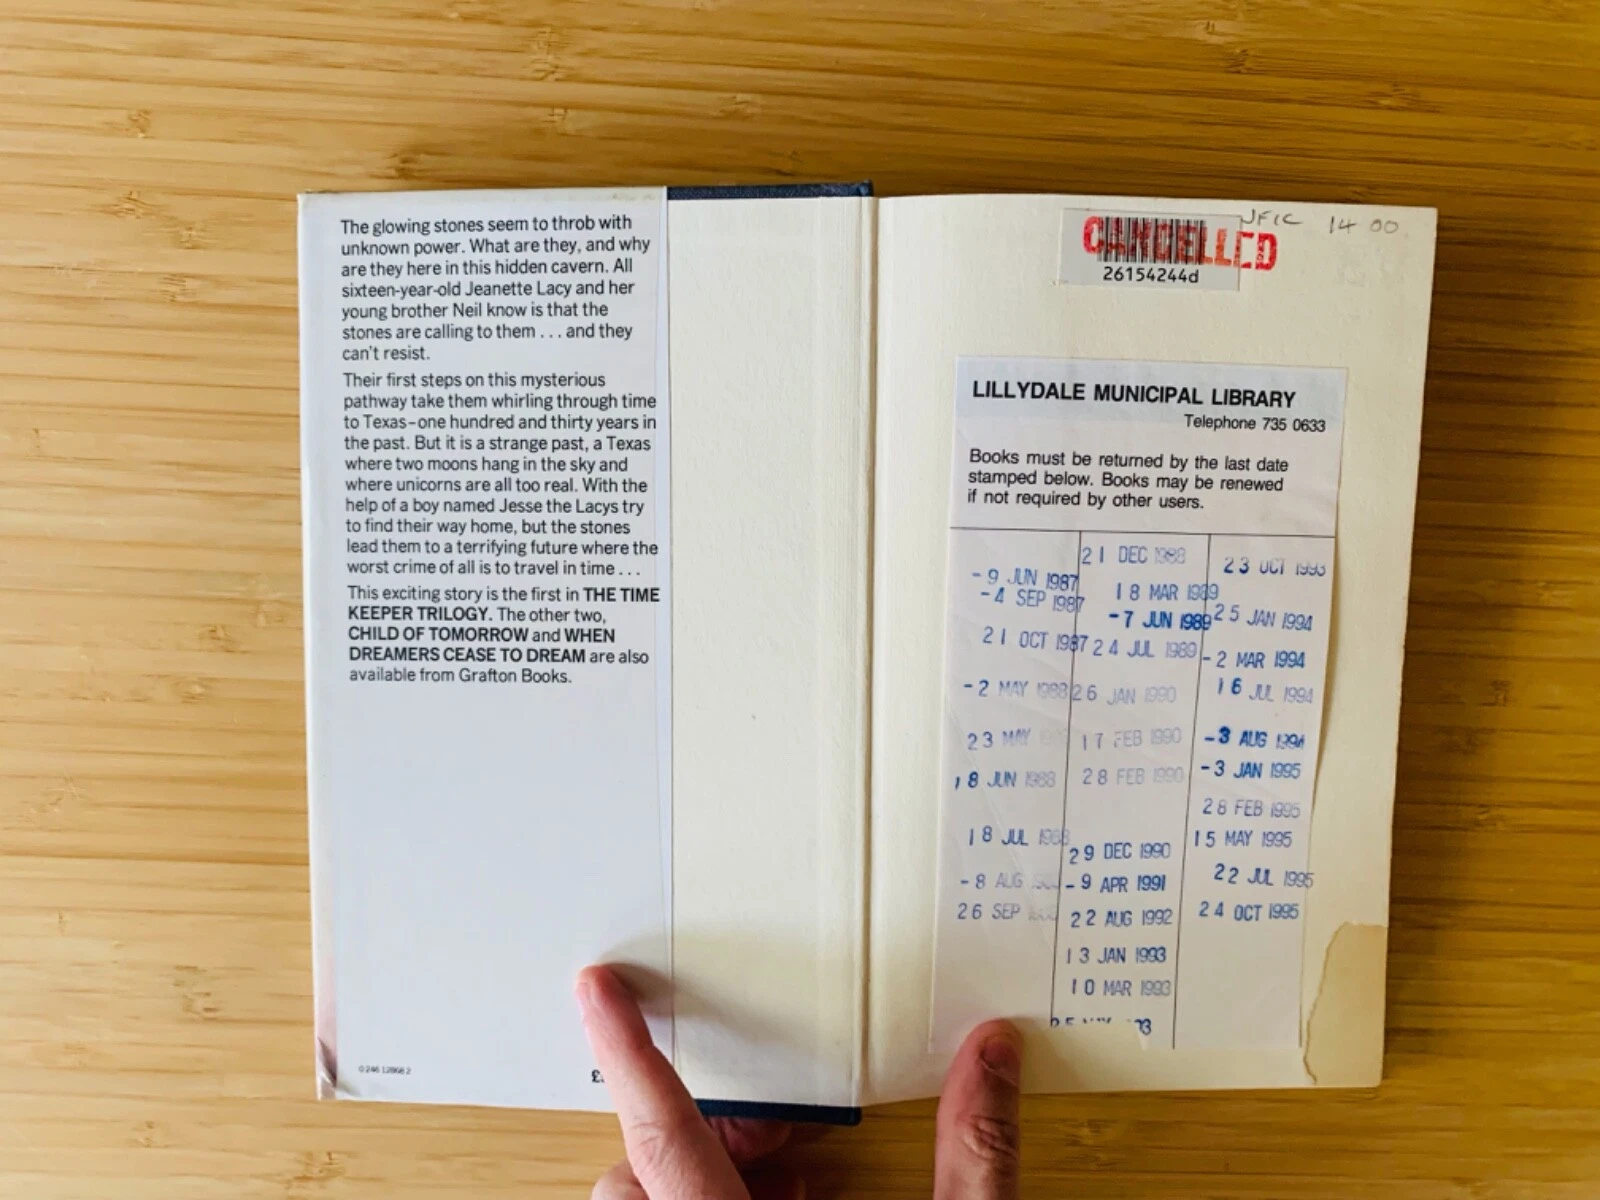 The glowing stones seem to throb with
unknown power. What are they, and why
are they here in this hidden cavern. All
sixteen-year-old Jeanette Lacy and her
young brother Neil know is that the
stones are calling to them . . . and they
can't resist.
Their first steps on this mysterious
pathway take them whirling through time
to Texas–one hundred and thirty years in
the past. But it is a strange past, a Texas
where two moons hang in the sky and
where unicorns are all too real. With the
help of a boy named Jesse the Lacys try
to find their way home, but the stones
lead them to a terrifying future where the
worst crime of all is to travel in time . . .
This exciting story is the first in THE TIME
KEEPER TRILOGY. The other two,
CHILD OF TOMORROW and WHEN
DREAMERS CEASE TO DREAM are also
available from Grafton Books.
0 246 12868 2
JFIC 14 00
CANCELLED
26154244d
LILLYDALE MUNICIPAL LIBRARY
Telephone 735 0633
Books must be returned by the last date
stamped below. Books may be renewed
if not required by other users.
- 9 JUN 1987
- 4 SEP 1987
21 OCT 1987
- 2 MAY 1988
23 MAY
8 JUN 1988
18 JUL 1988
- 8 AUG
26 SEP
21 DEC 1988
18 MAR 1989
- 7 JUN 1989
24 JUL 1989
26 JAN 1990
17 FEB 1990
28 FEB 1990
29 DEC 1990
- 9 APR 1991
22 AUG 1992
13 JAN 1993
10 MAR 1993
23 OCT 1993
25 JAN 1994
- 2 MAR 1994
16 JUL 1994
- 3 AUG 1994
- 3 JAN 1995
28 FEB 1995
15 MAY 1995
22 JUL 1995
24 OCT 1995